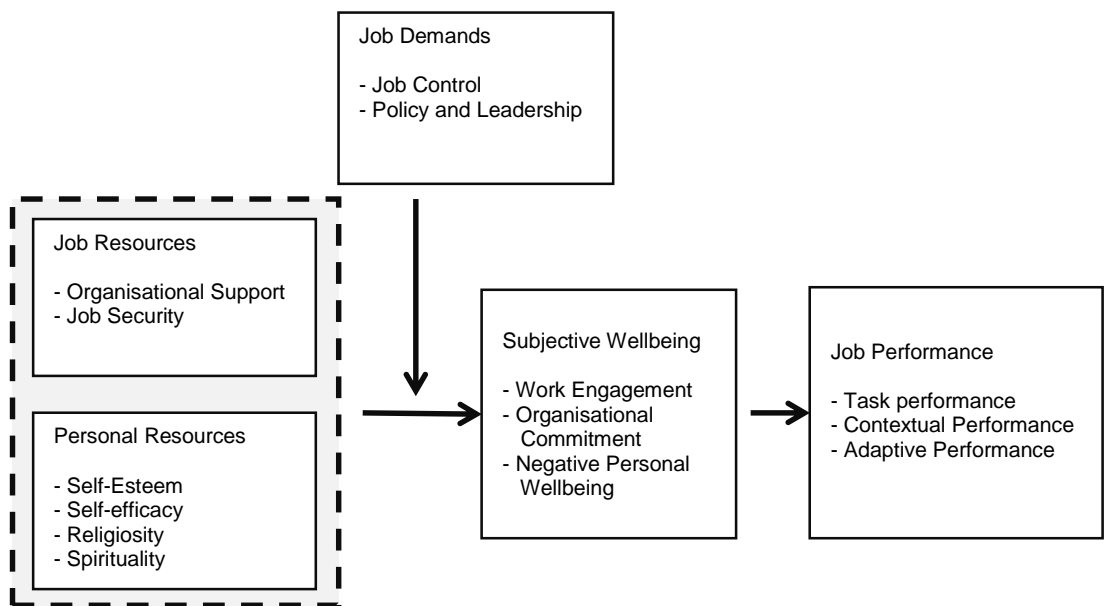 Job Demands
- Job Control
- Policy and Leadership
Job Resources
- Organisational Support
- Job Security
Personal Resources
- Self-Esteem
- Self-efficacy
- Religiosity
- Spirituality
Subjective Wellbeing
- Work Engagement
- Organisational
Commitment
- Negative Personal
Wellbeing
Job Performance
- Task performance
- Contextual Performance
- Adaptive Performance